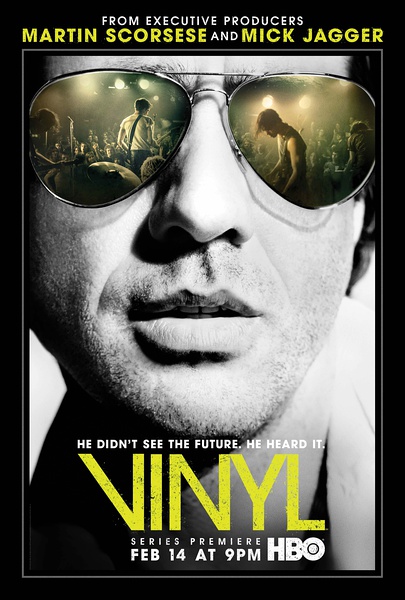 FROM EXECUTIVE PRODUCERS
MARTIN SCORSESE AND MICK JAGGER
HE DIDN'T SEE THE FUTURE. HE HEARD IT.
VINYL
SERIES PREMIERE
FEB 14 AT 9PM HBO